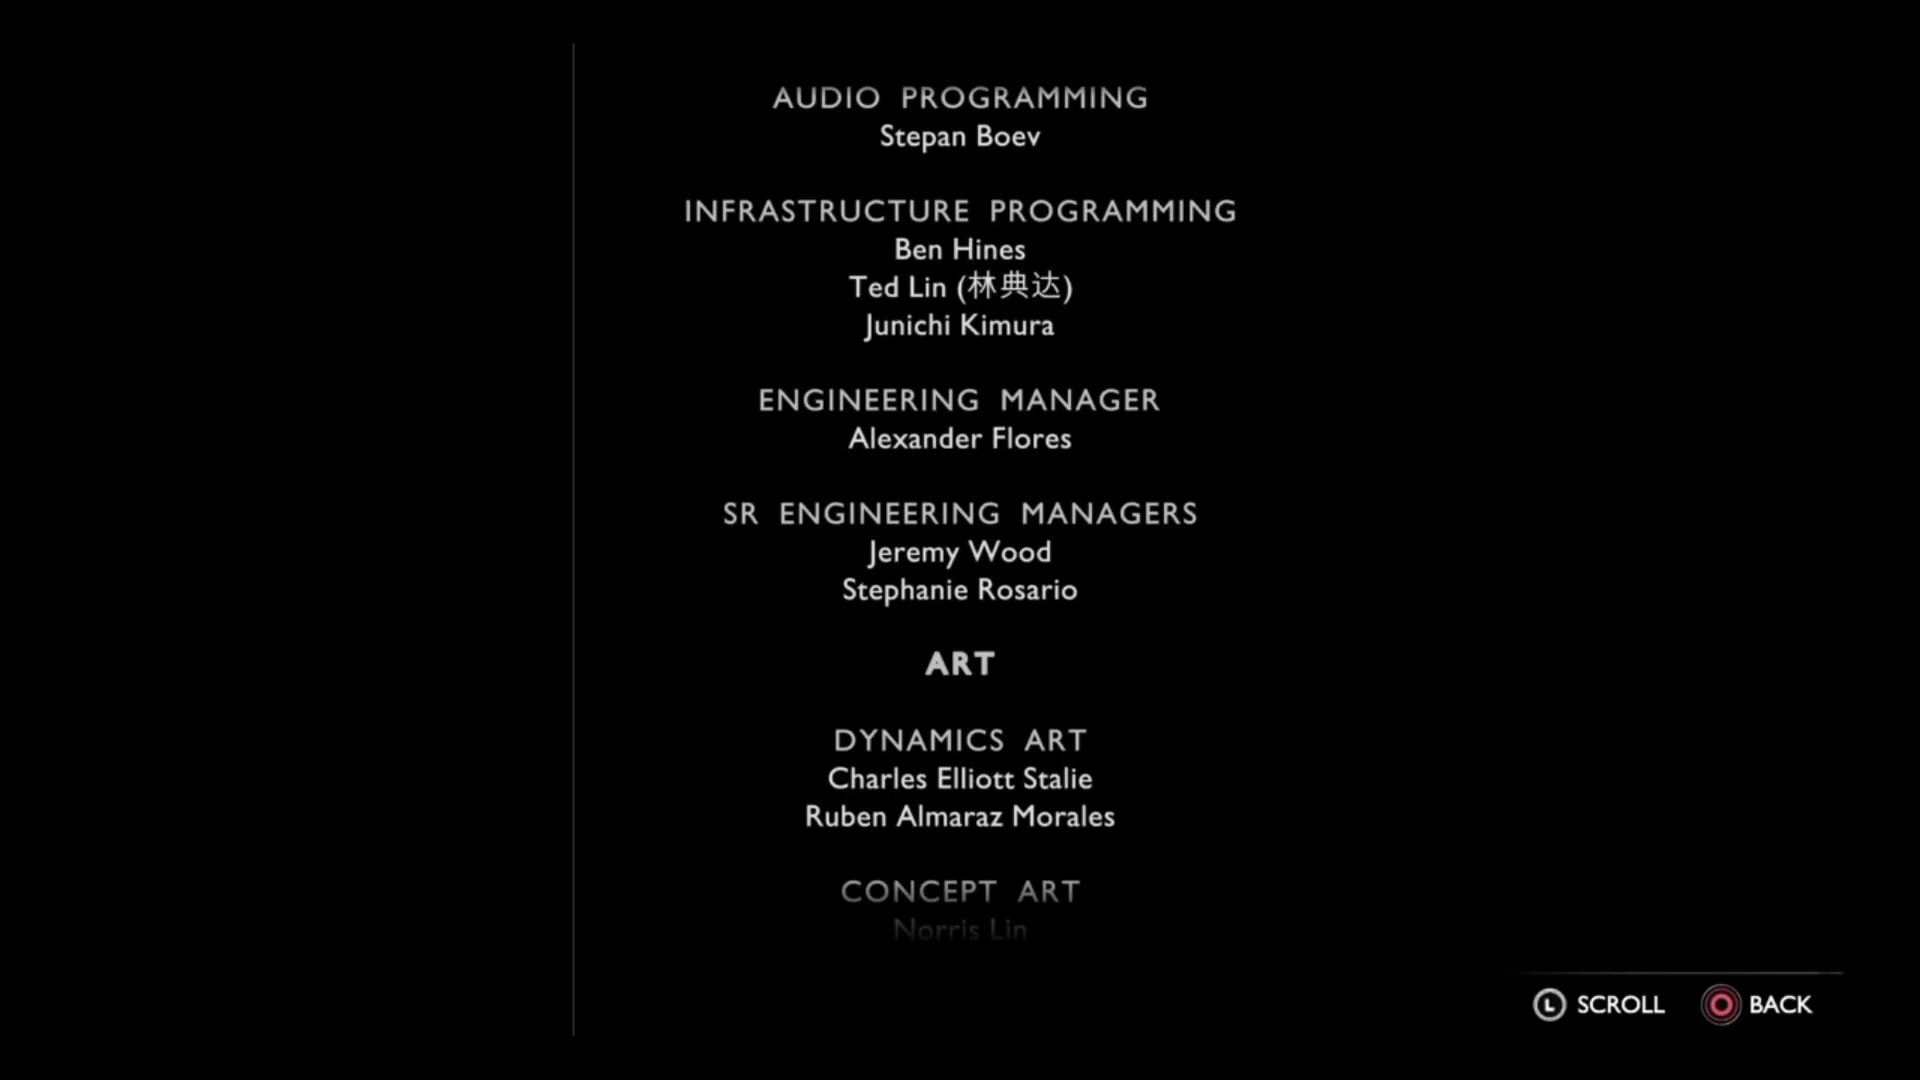 AUDIO PROGRAMMING
Stepan Boev
INFRASTRUCTURE PROGRAMMING
Ben Hines
Ted Lin (林典达)
Junichi Kimura
ENGINEERING MANAGER
Alexander Flores
SR ENGINEERING MANAGERS
Jeremy Wood
Stephanie Rosario
ART
DYNAMICS ART
Charles Elliott Stalie
Ruben Almaraz Morales
CONCEPT ART
Norris Lin
L SCROLL BACK